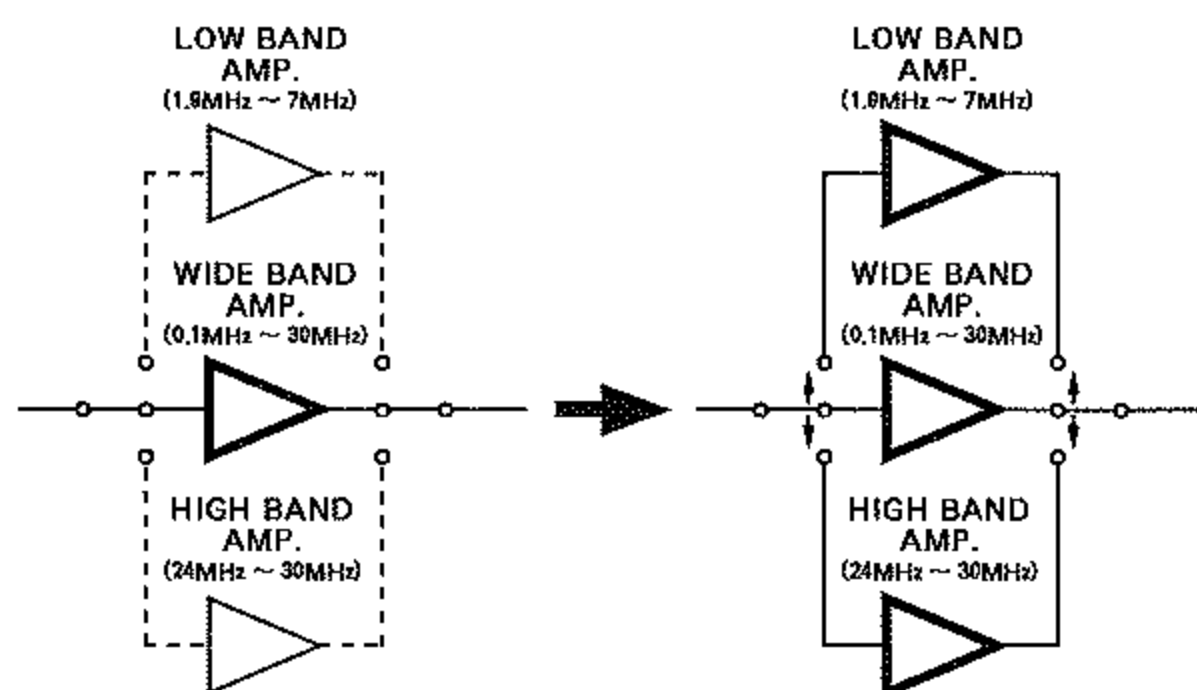 LOW BAND
AMP.
(1.9MHz ~ 7MHz)
WIDE BAND
AMP.
(0.1MHz ~ 30MHz)
HIGH BAND
AMP.
(24MHz ~ 30MHz)
LOW BAND
AMP.
(1.9MHz ~ 7MHz)
WIDE BAND
AMP.
(0.1MHz ~ 30MHz)
HIGH BAND
AMP.
(24MHz ~ 30MHz)